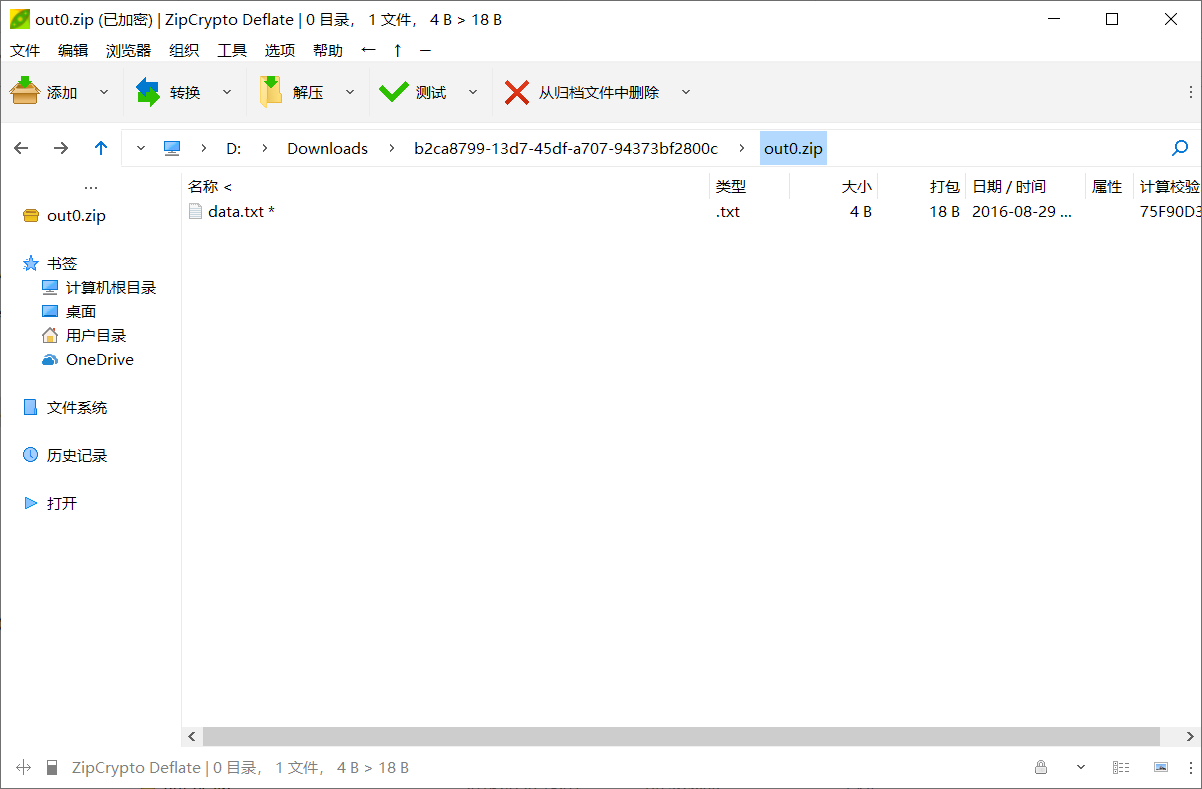 out0.zip (已加密) | ZipCrypto Deflate | 0 目录， 1 文件， 4 B > 18 B
文件 编辑 浏览器 组织 工具 选项 帮助 ← ↑ –
添加 转换 解压 测试 从归档文件中删除
D: Downloads b2ca8799-13d7-45df-a707-94373bf2800c out0.zip
...
out0.zip
书签
计算机根目录
桌面
用户目录
OneDrive
文件系统
历史记录
打开
名称 < 类型 大小 打包 日期 / 时间 属性 计算校验
data.txt * .txt 4 B 18 B 2016-08-29 ... 75F90D3
ZipCrypto Deflate | 0 目录， 1 文件， 4 B > 18 B